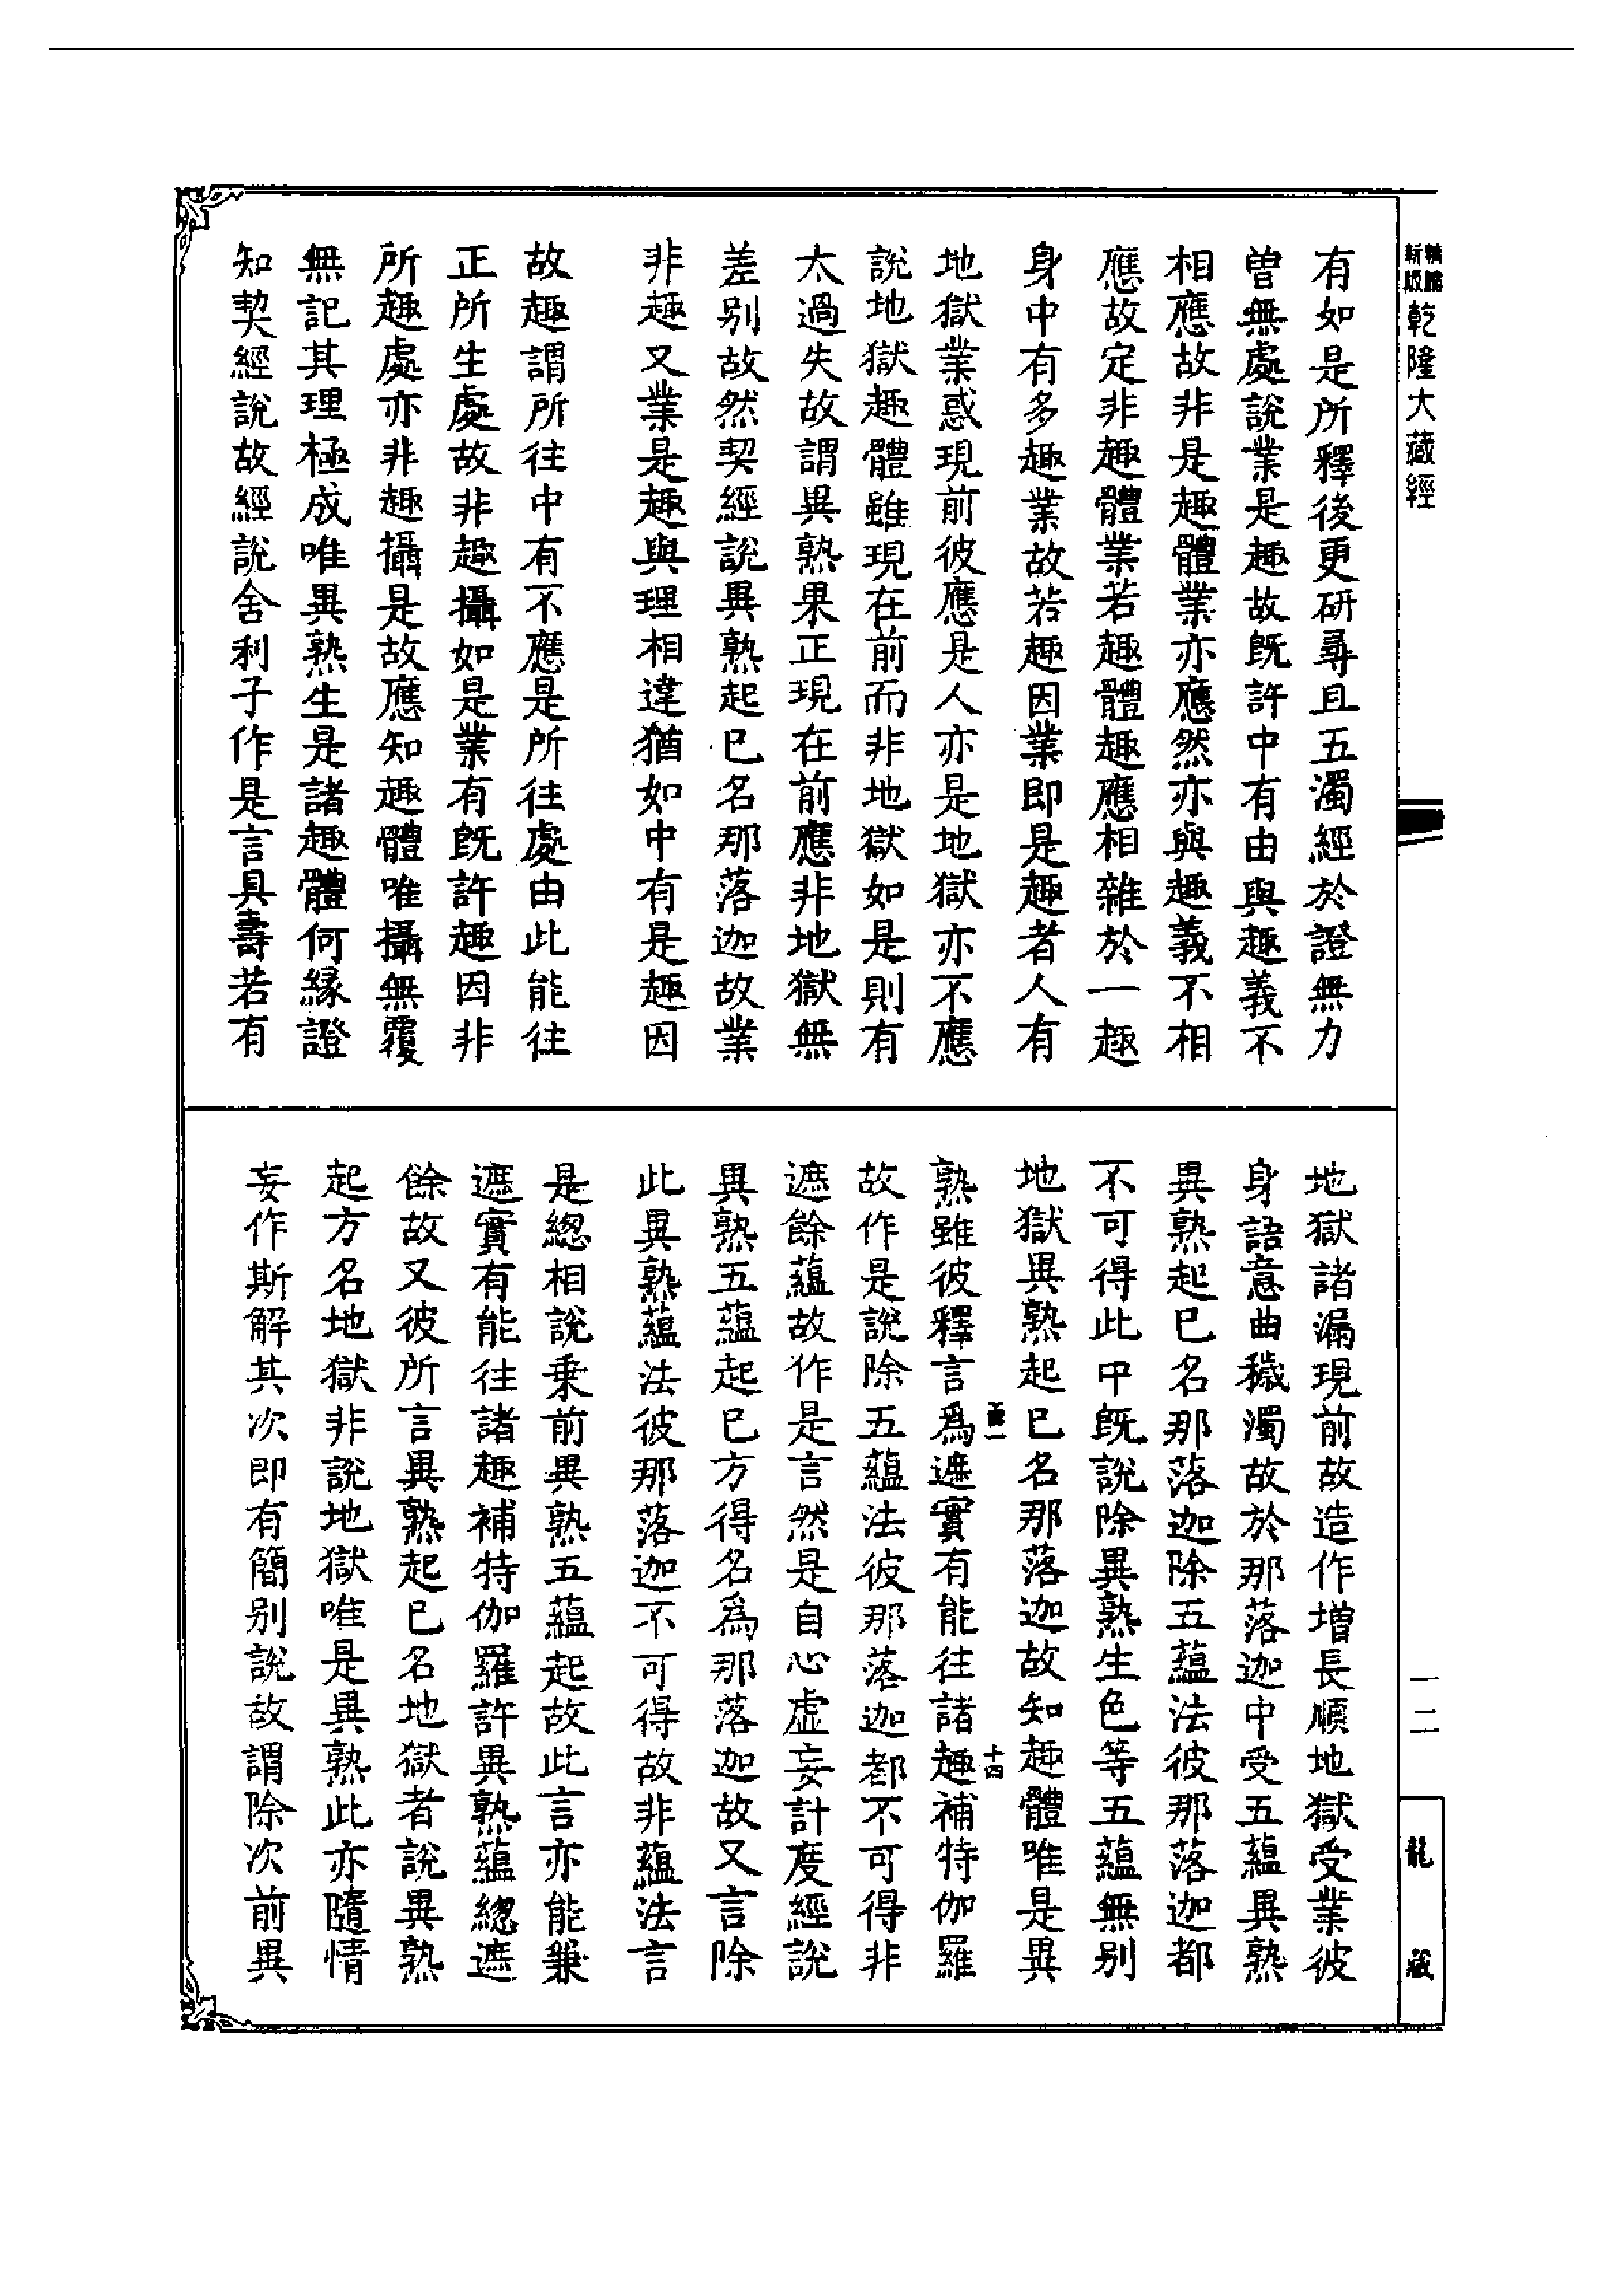 新版
乾隆大藏經
有如是所釋後更研尋且五濁經於證無力
曾無處說業是趣故既許中有由與趣義不
相應故非是趣體業亦應然亦與趣義不相
應故定非趣體業若趣體趣應相雜於一趣
身中有多趣業故若趣因業即是趣者人有
地獄業惑現前彼應是人亦是地獄亦不應
說地獄趣體雖現在前而非地獄如是則有
太過失故謂異熟果正現在前應非地獄無
差别故然契經說異熟起已名那落迦故業
非趣又業是趣與理相違猶如中有是趣因
故趣謂所往中有不應是所往處由此能往
正所生處故非趣攝如是業有既許趣因非
所趣處亦非趣攝是故應知趣體唯攝無覆
無記其理極成唯異熟生是諸趣體何緣證
知契經說故經說舍利子作是言具壽若有
地獄諸漏現前故造作增長順地獄受業彼
身語意曲穢濁故於那落迦中受五蘊異熟
異熟起已名那落迦除五蘊法彼那落迦都
不可得此中既說除異熟生色等五蘊無别
地獄異熟起已名那落迦故知趣體唯是異
熟雖彼釋言爲遮實有能往諸趣補特伽羅
故作是說除五蘊法彼那落迦都不可得非
遮餘蘊故作是言然是自心虛妄計度經說
異熟五蘊起已方得名爲那落迦故又言除
此異熟蘊法彼那落迦不可得故非蘊法言
是總相說乗前異熟五蘊起故此言亦能兼
遮實有能往諸趣補特伽羅許異熟蘊總遮
餘故又彼所言異熟起已名地獄者說異熟
起方名地獄非說地獄唯是異熟此亦隨情
妄作斯解其次即有簡别說故謂除次前異
十四
一二
龍藏